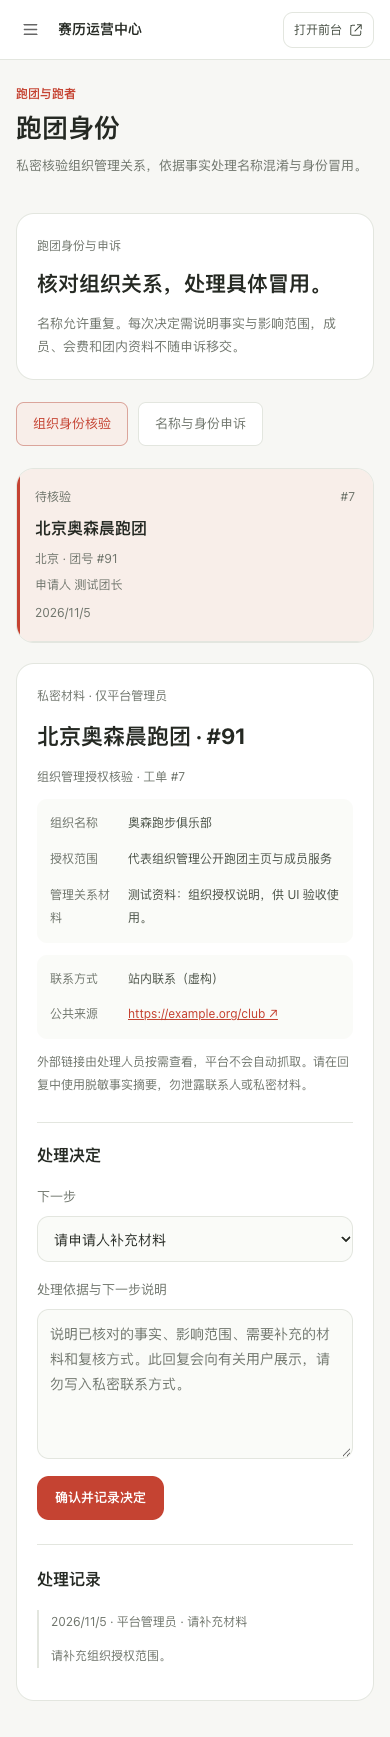 赛历运营中心
打开前台
跑团与跑者
跑团身份
私密核验组织管理关系，依据事实处理名称混淆与身份冒用。
跑团身份与申诉
核对组织关系，处理具体冒用。
名称允许重复。每次决定需说明事实与影响范围，成
员、会费和团内资料不随申诉移交。
组织身份核验
名称与身份申诉
待核验
#7
北京奥森晨跑团
北京 · 团号 #91
申请人 测试团长
2026/11/5
私密材料 · 仅平台管理员
北京奥森晨跑团 · #91
组织管理授权核验 · 工单 #7
组织名称 奥森跑步俱乐部
授权范围 代表组织管理公开跑团主页与成员服务
管理关系材 测试资料：组织授权说明，供 UI 验收使
料 用。
联系方式 站内联系（虚构）
公共来源 https://example.org/club ↗
外部链接由处理人员按需查看，平台不会自动抓取。请在回
复中使用脱敏事实摘要，勿泄露联系人或私密材料。
处理决定
下一步
请申请人补充材料
处理依据与下一步说明
说明已核对的事实、影响范围、需要补充的材
料和复核方式。此回复会向有关用户展示，请
勿写入私密联系方式。
确认并记录决定
处理记录
2026/11/5 · 平台管理员 · 请补充材料
请补充组织授权范围。